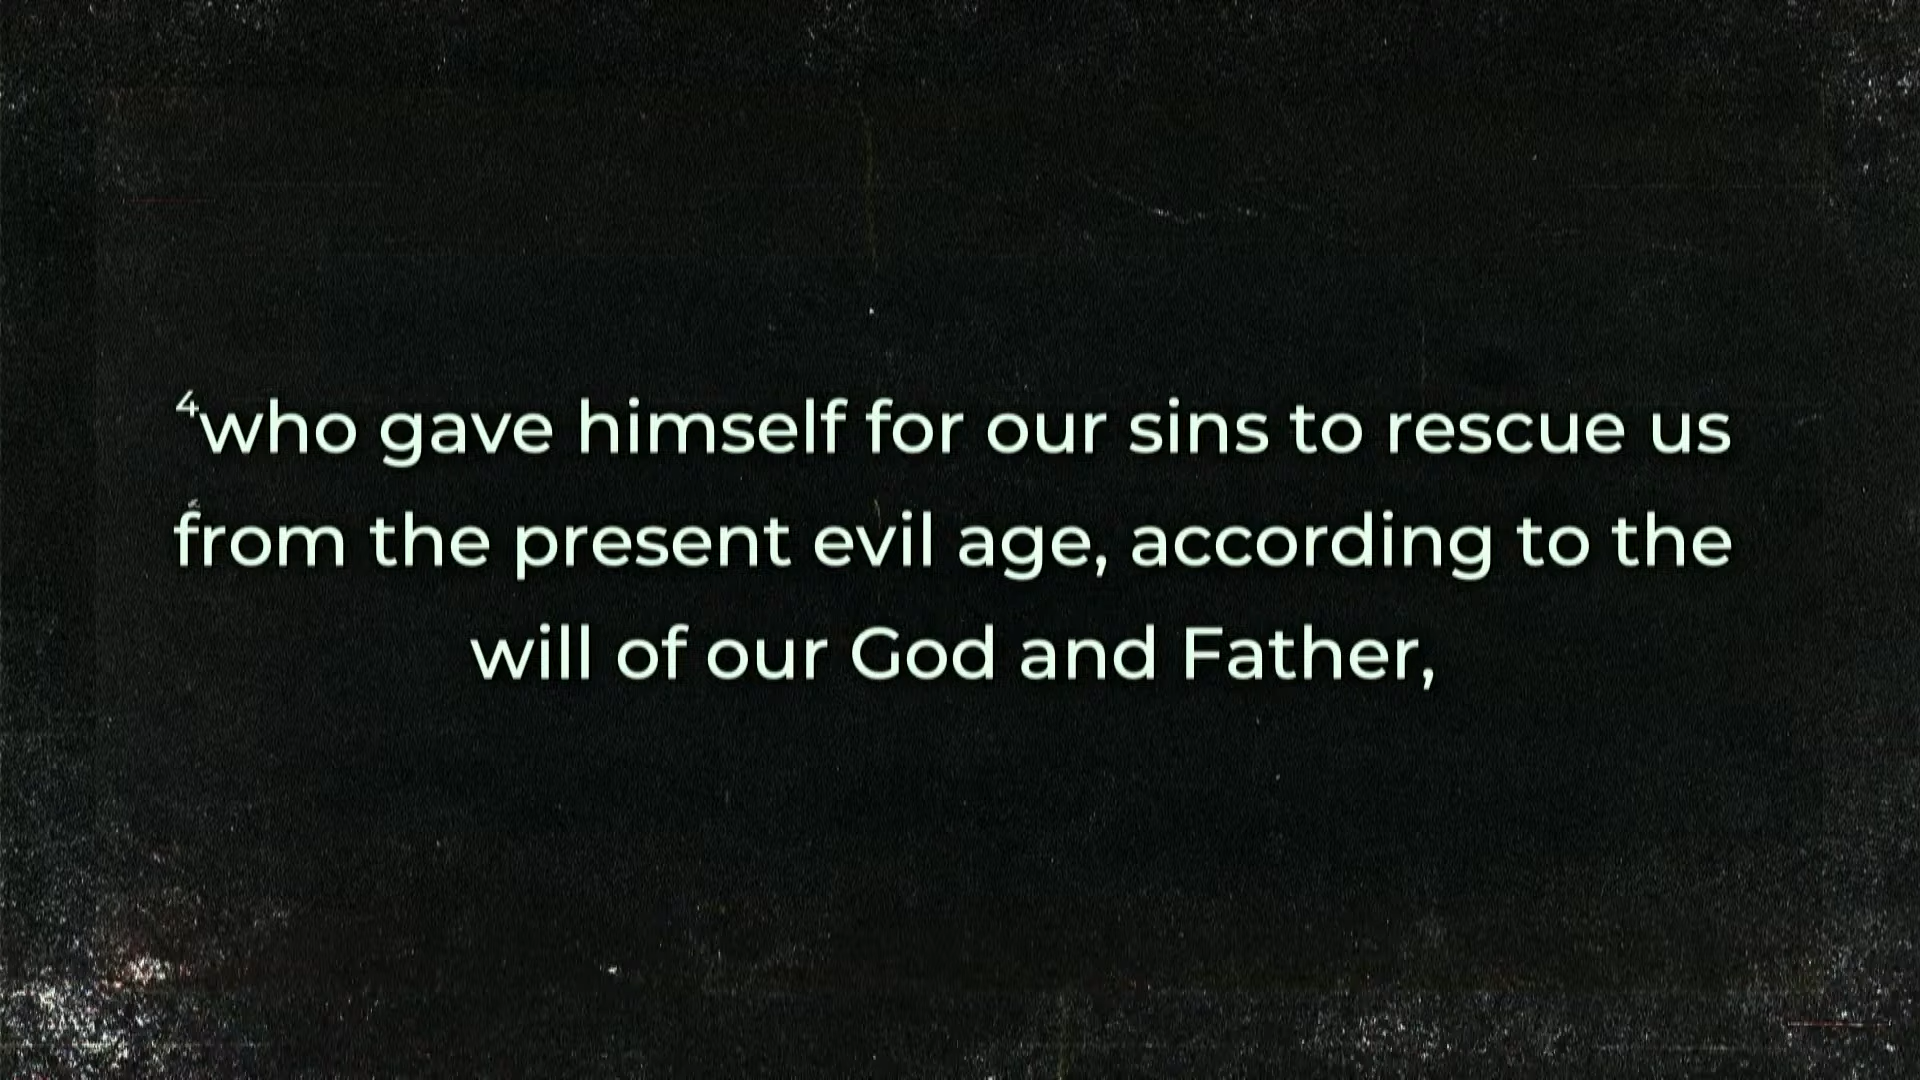 ⁴who gave himself for our sins to rescue us
from the present evil age, according to the
will of our God and Father,